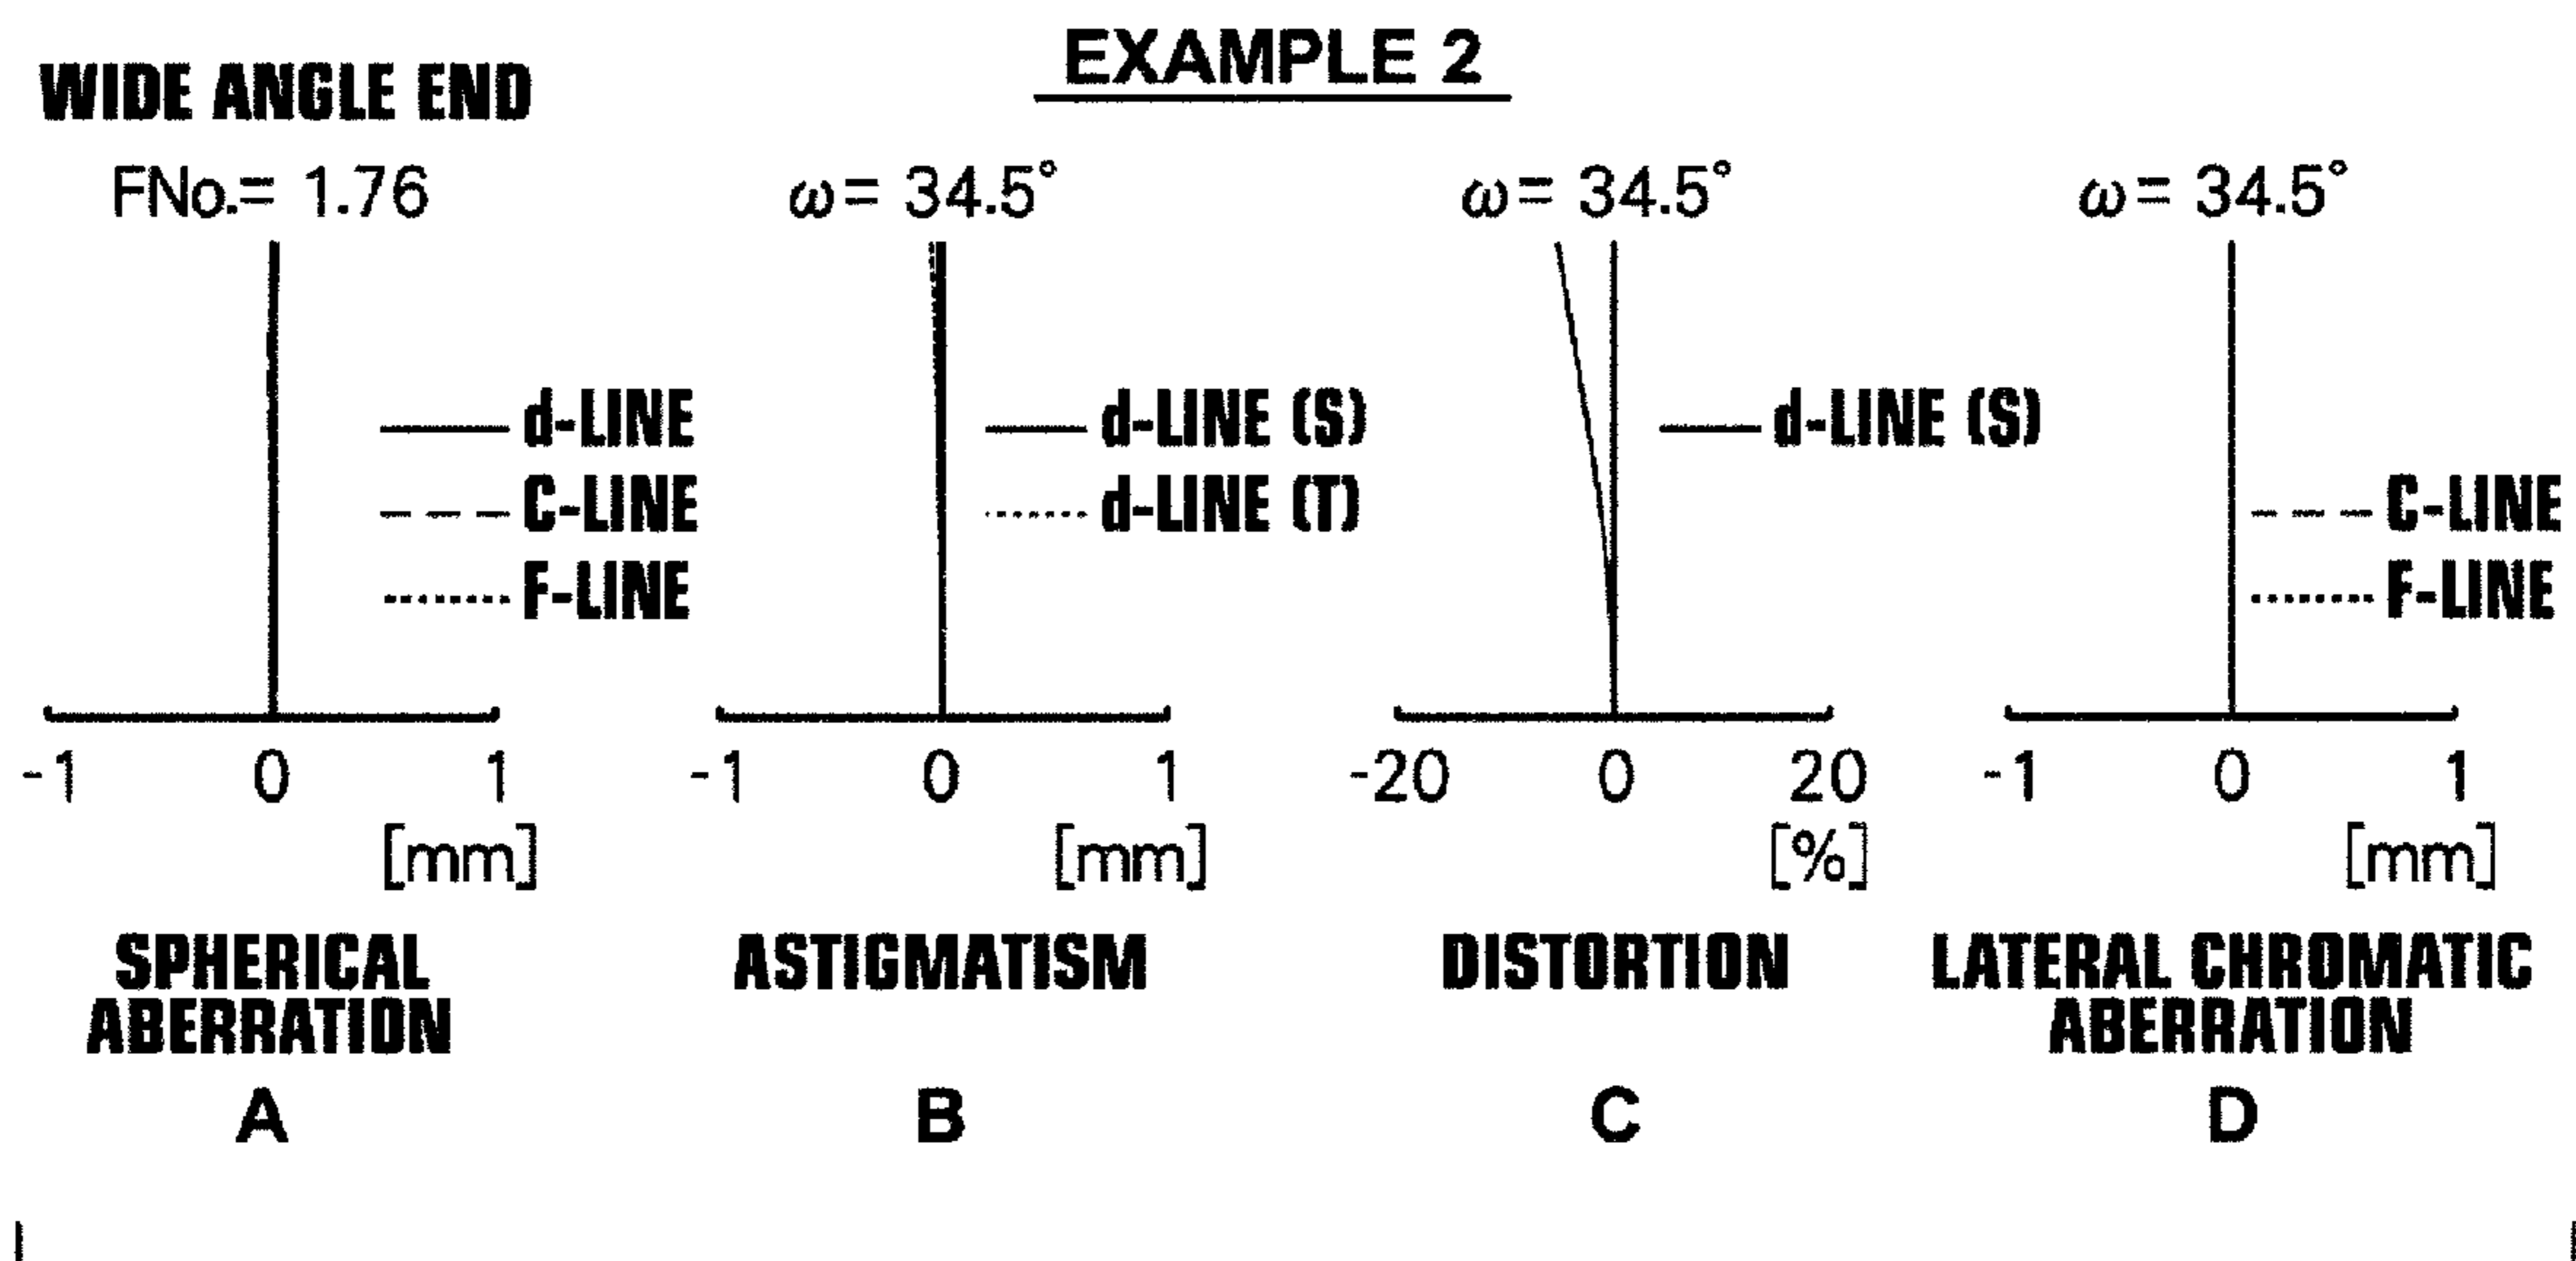 EXAMPLE 2
WIDE ANGLE END
FNo.= 1.76
ω= 34.5°
ω= 34.5°
ω= 34.5°
d-LINE
C-LINE
F-LINE
d-LINE (S)
d-LINE (T)
d-LINE (S)
C-LINE
F-LINE
-1 0 1
[mm]
-1 0 1
[mm]
-20 0 20
[%]
-1 0 1
[mm]
SPHERICAL
ABERRATION
ASTIGMATISM
DISTORTION
LATERAL CHROMATIC
ABERRATION
A
B
C
D